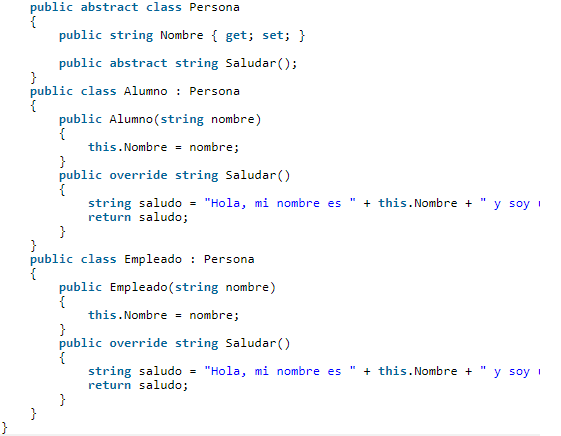 public abstract class Persona
{
public string Nombre { get; set; }
public abstract string Saludar();
}
public class Alumno : Persona
{
public Alumno(string nombre)
{
this.Nombre = nombre;
}
public override string Saludar()
{
string saludo = "Hola, mi nombre es " + this.Nombre + " y soy
return saludo;
}
}
public class Empleado : Persona
{
public Empleado(string nombre)
{
this.Nombre = nombre;
}
public override string Saludar()
{
string saludo = "Hola, mi nombre es " + this.Nombre + " y soy
return saludo;
}
}
}